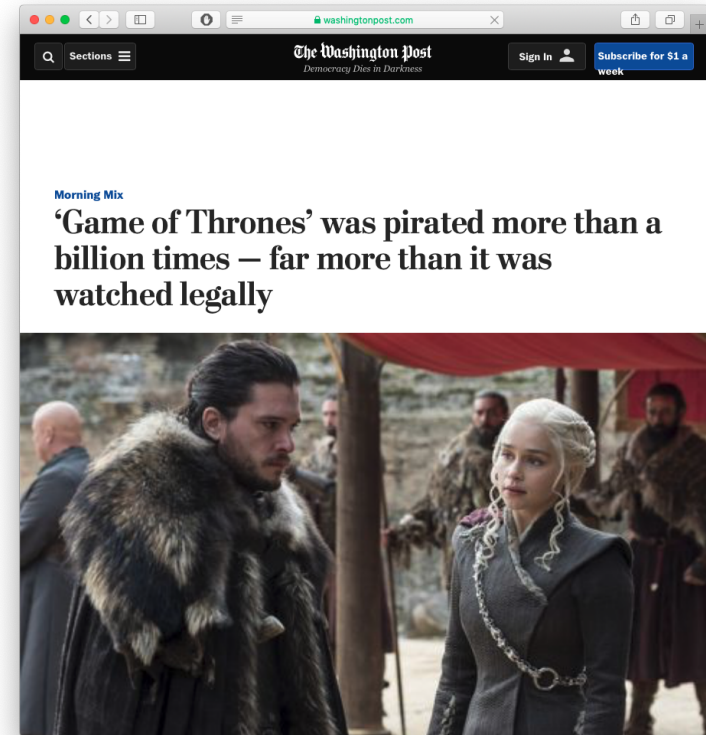 washingtonpost.com
Sections
The Washington Post
Democracy Dies in Darkness
Sign In
Subscribe for $1 a
week
Morning Mix
‘Game of Thrones’ was pirated more than a
billion times — far more than it was
watched legally